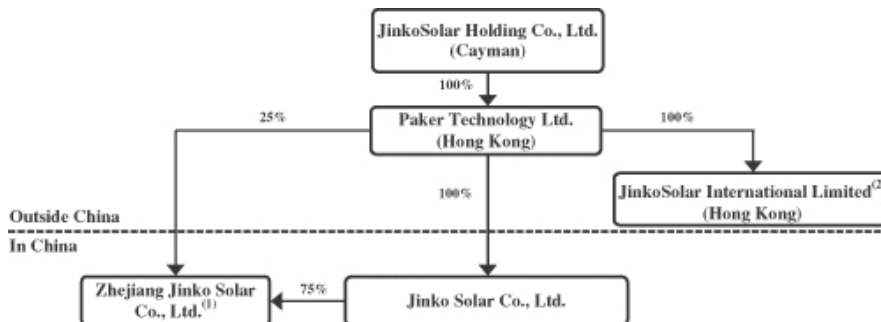 JinkoSolar Holding Co., Ltd.
(Cayman)
100%
Paker Technology Ltd.
(Hong Kong)
25%
100%
100%
JinkoSolar International Limited(2
(Hong Kong)
Outside China
In China
Zhejiang Jinko Solar
Co., Ltd.(1)
75%
Jinko Solar Co., Ltd.